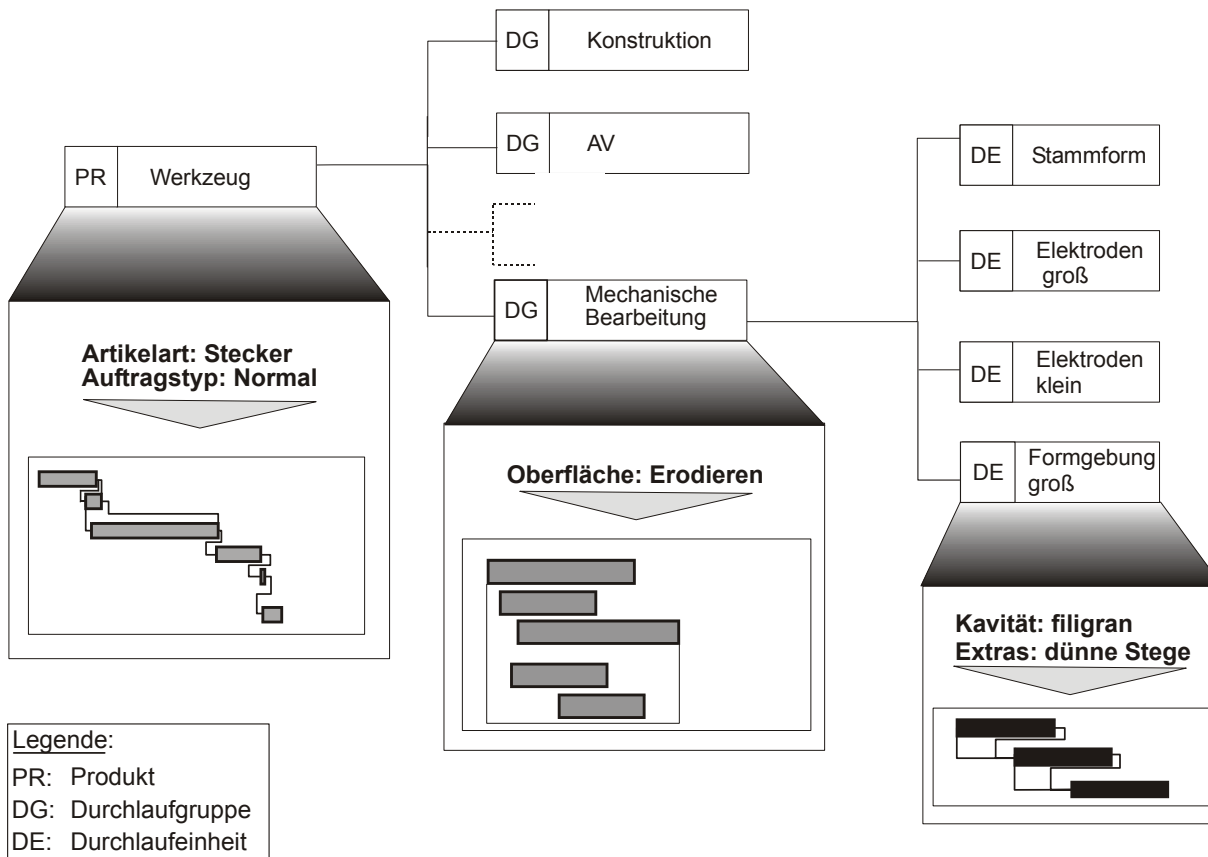 DG Konstruktion
DG AV
PR Werkzeug
DE Stammform
DE Elektroden
groß
DG Mechanische
Bearbeitung
DE Elektroden
klein
DE Formgebung
groß
Artikelart: Stecker
Auftragstyp: Normal
Oberfläche: Erodieren
Kavität: filigran
Extras: dünne Stege
Legende:
PR: Produkt
DG: Durchlaufgruppe
DE: Durchlaufeinheit